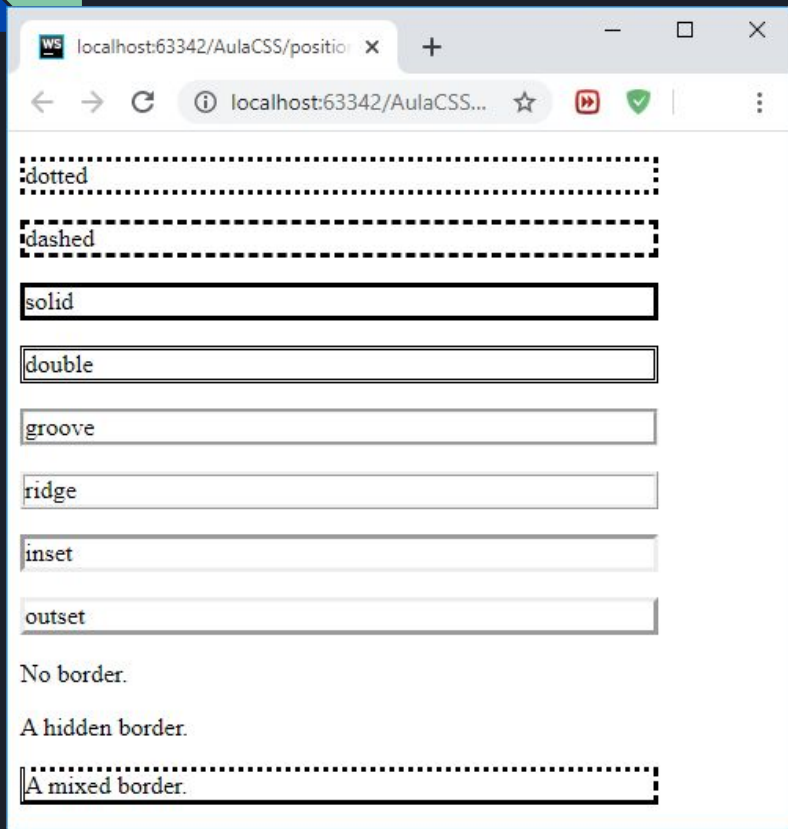 WS localhost:63342/AulaCSS/position
localhost:63342/AulaCSS...
dotted
dashed
solid
double
groove
ridge
inset
outset
No border.
A hidden border.
A mixed border.